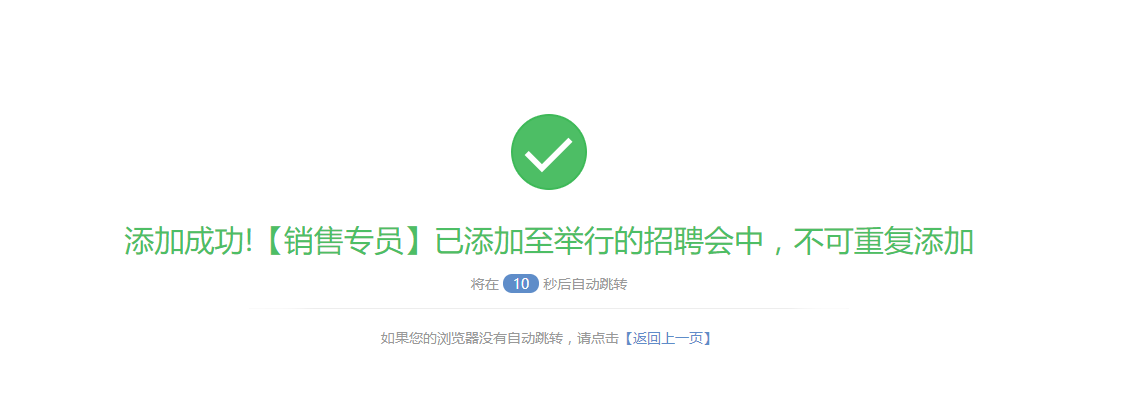 添加成功!【销售专员】已添加至举行的招聘会中，不可重复添加
将在 10 秒后自动跳转
如果您的浏览器没有自动跳转，请点击【返回上一页】